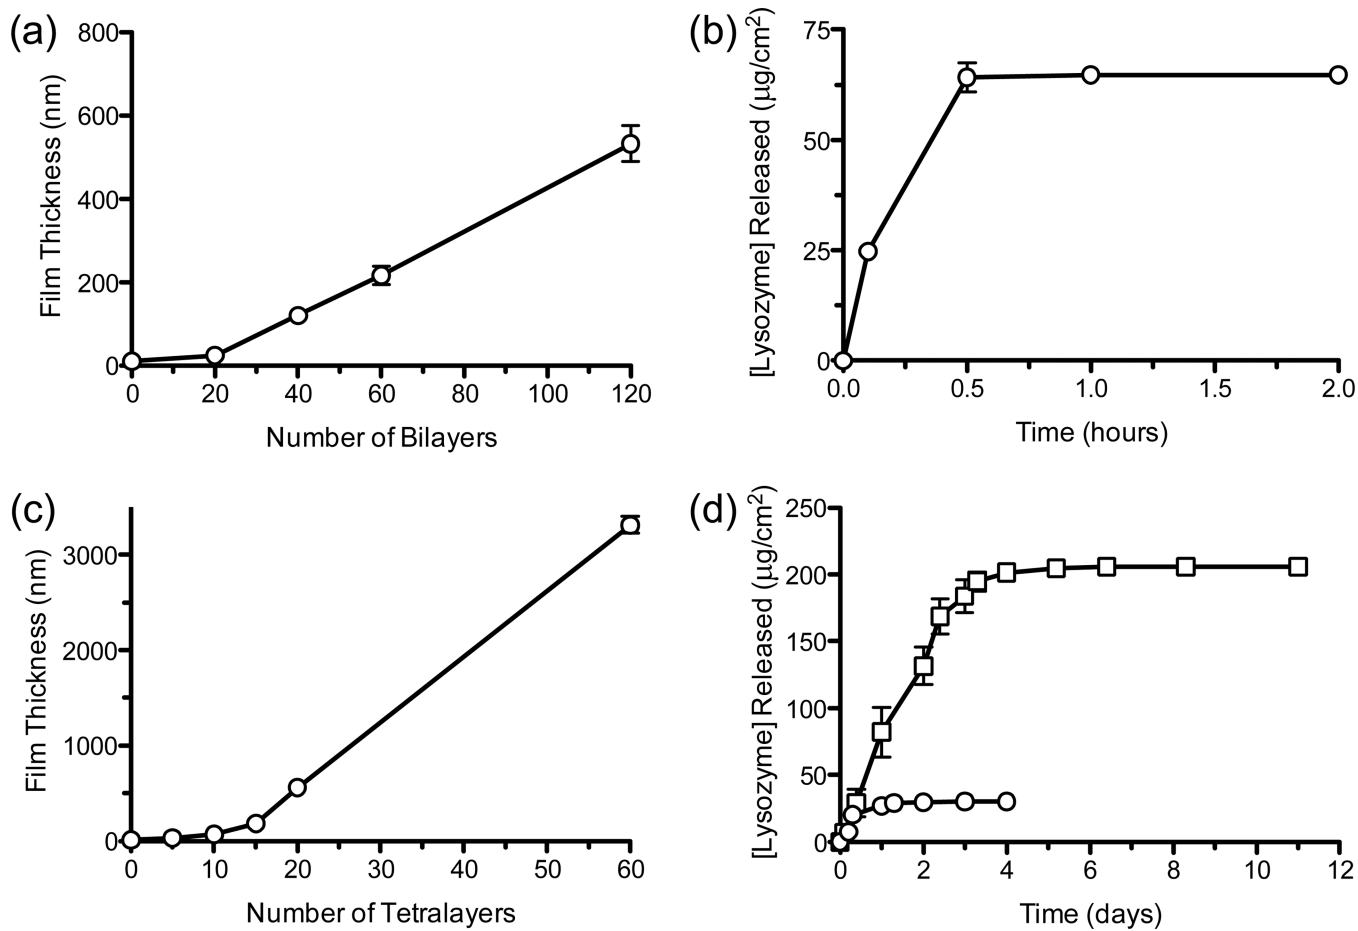 (a)
Film Thickness (nm)
800
600
400
200
0
0 20 40 60 80 100 120
Number of Bilayers
(b)
[Lysozyme] Released (μg/cm²)
75
50
25
0
0.0 0.5 1.0 1.5 2.0
Time (hours)
(c)
Film Thickness (nm)
3000
2000
1000
0
0 10 20 30 40 50 60
Number of Tetralayers
(d)
[Lysozyme] Released (μg/cm²)
250
200
150
100
50
0
0 2 4 6 8 10 12
Time (days)